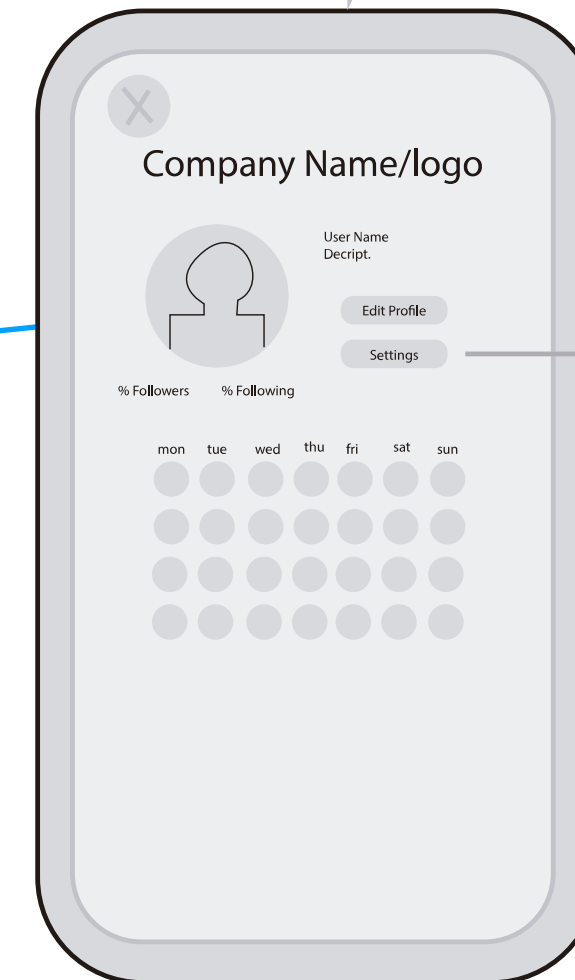 X
Company Name/logo
User Name
Decript.
Edit Profile
Settings
% Followers % Following
mon tue wed thu fri sat sun